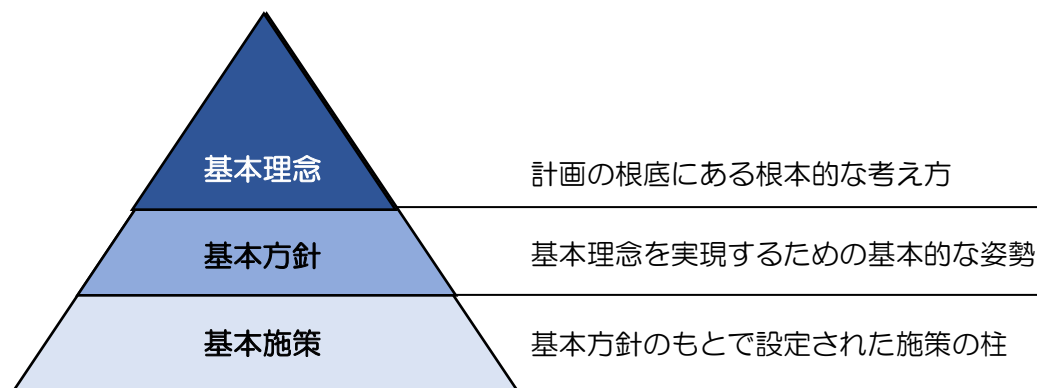 基本理念
計画の根底にある根本的な考え方
基本方針
基本理念を実現するための基本的な姿勢
基本施策
基本方針のもとで設定された施策の柱